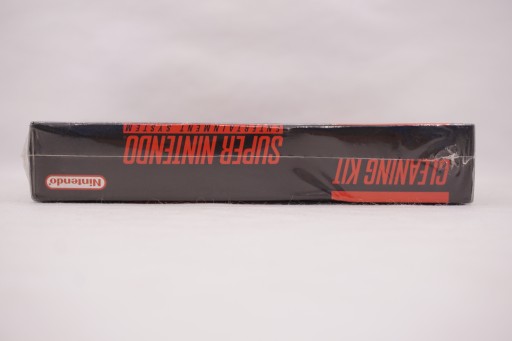 CLEANING KIT
SUPER NINTENDO
ENTERTAINMENT SYSTEM
Nintendo